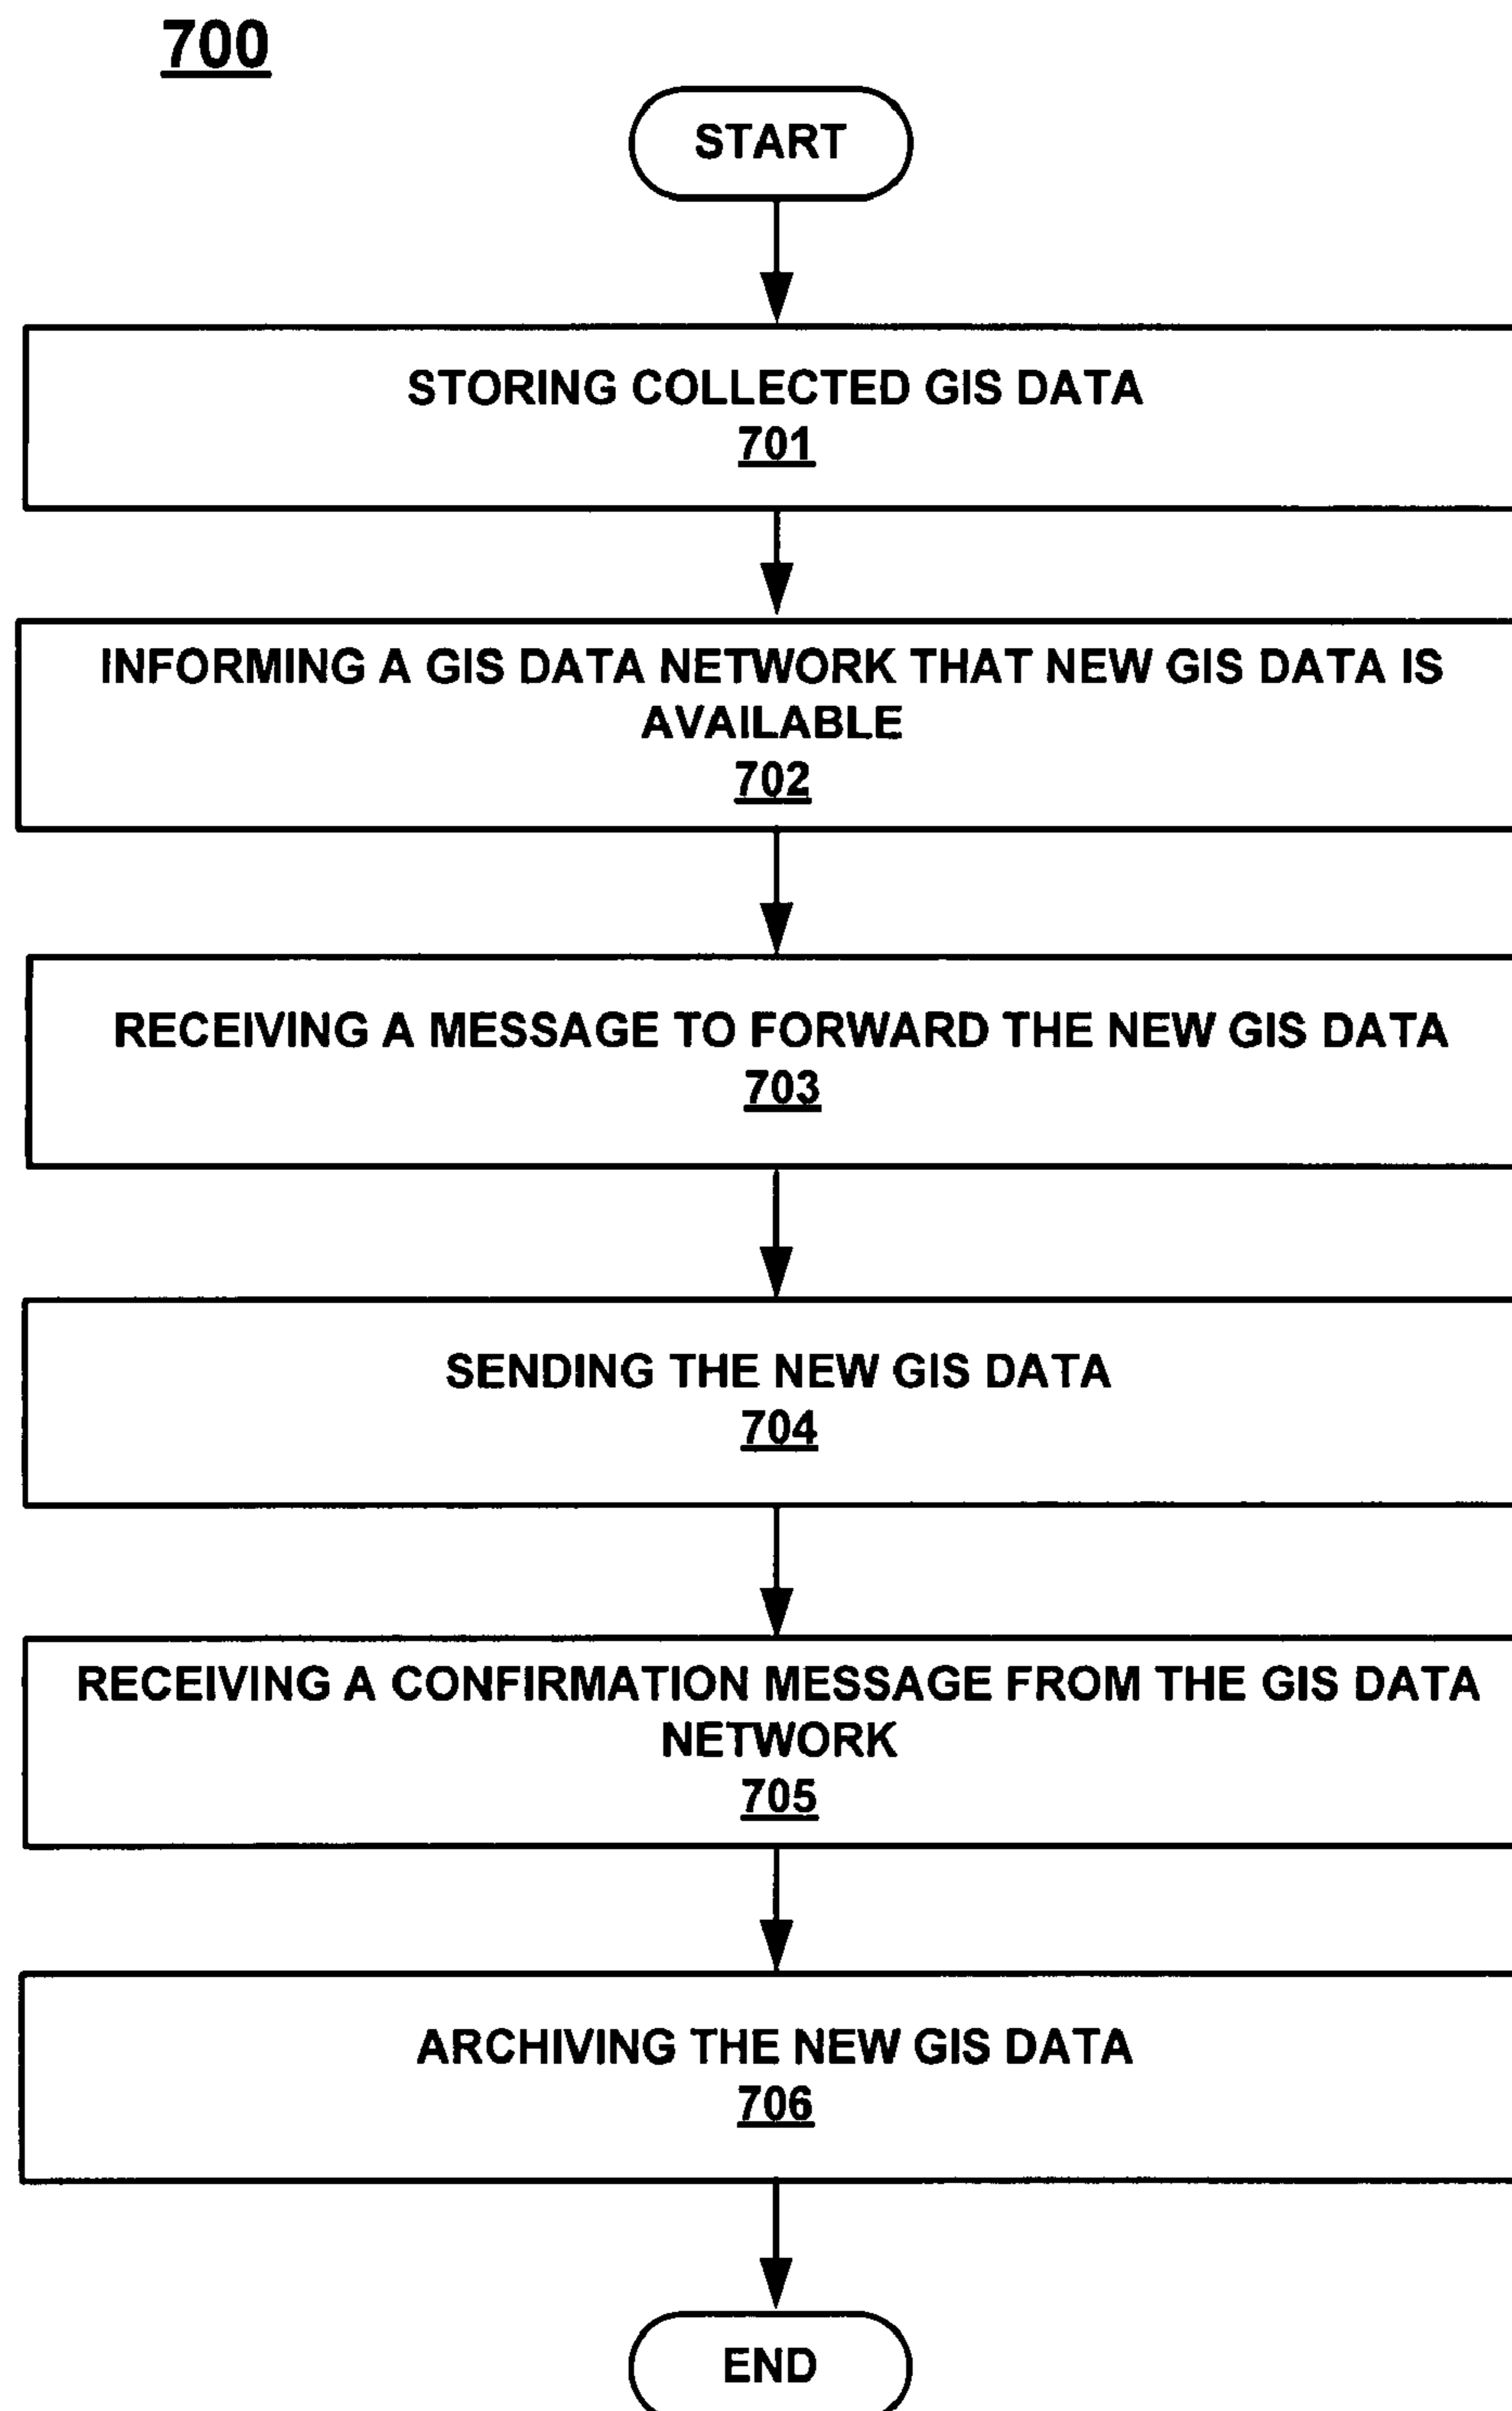 700
START
STORING COLLECTED GIS DATA
701
INFORMING A GIS DATA NETWORK THAT NEW GIS DATA IS
AVAILABLE
702
RECEIVING A MESSAGE TO FORWARD THE NEW GIS DATA
703
SENDING THE NEW GIS DATA
704
RECEIVING A CONFIRMATION MESSAGE FROM THE GIS DATA
NETWORK
705
ARCHIVING THE NEW GIS DATA
706
END